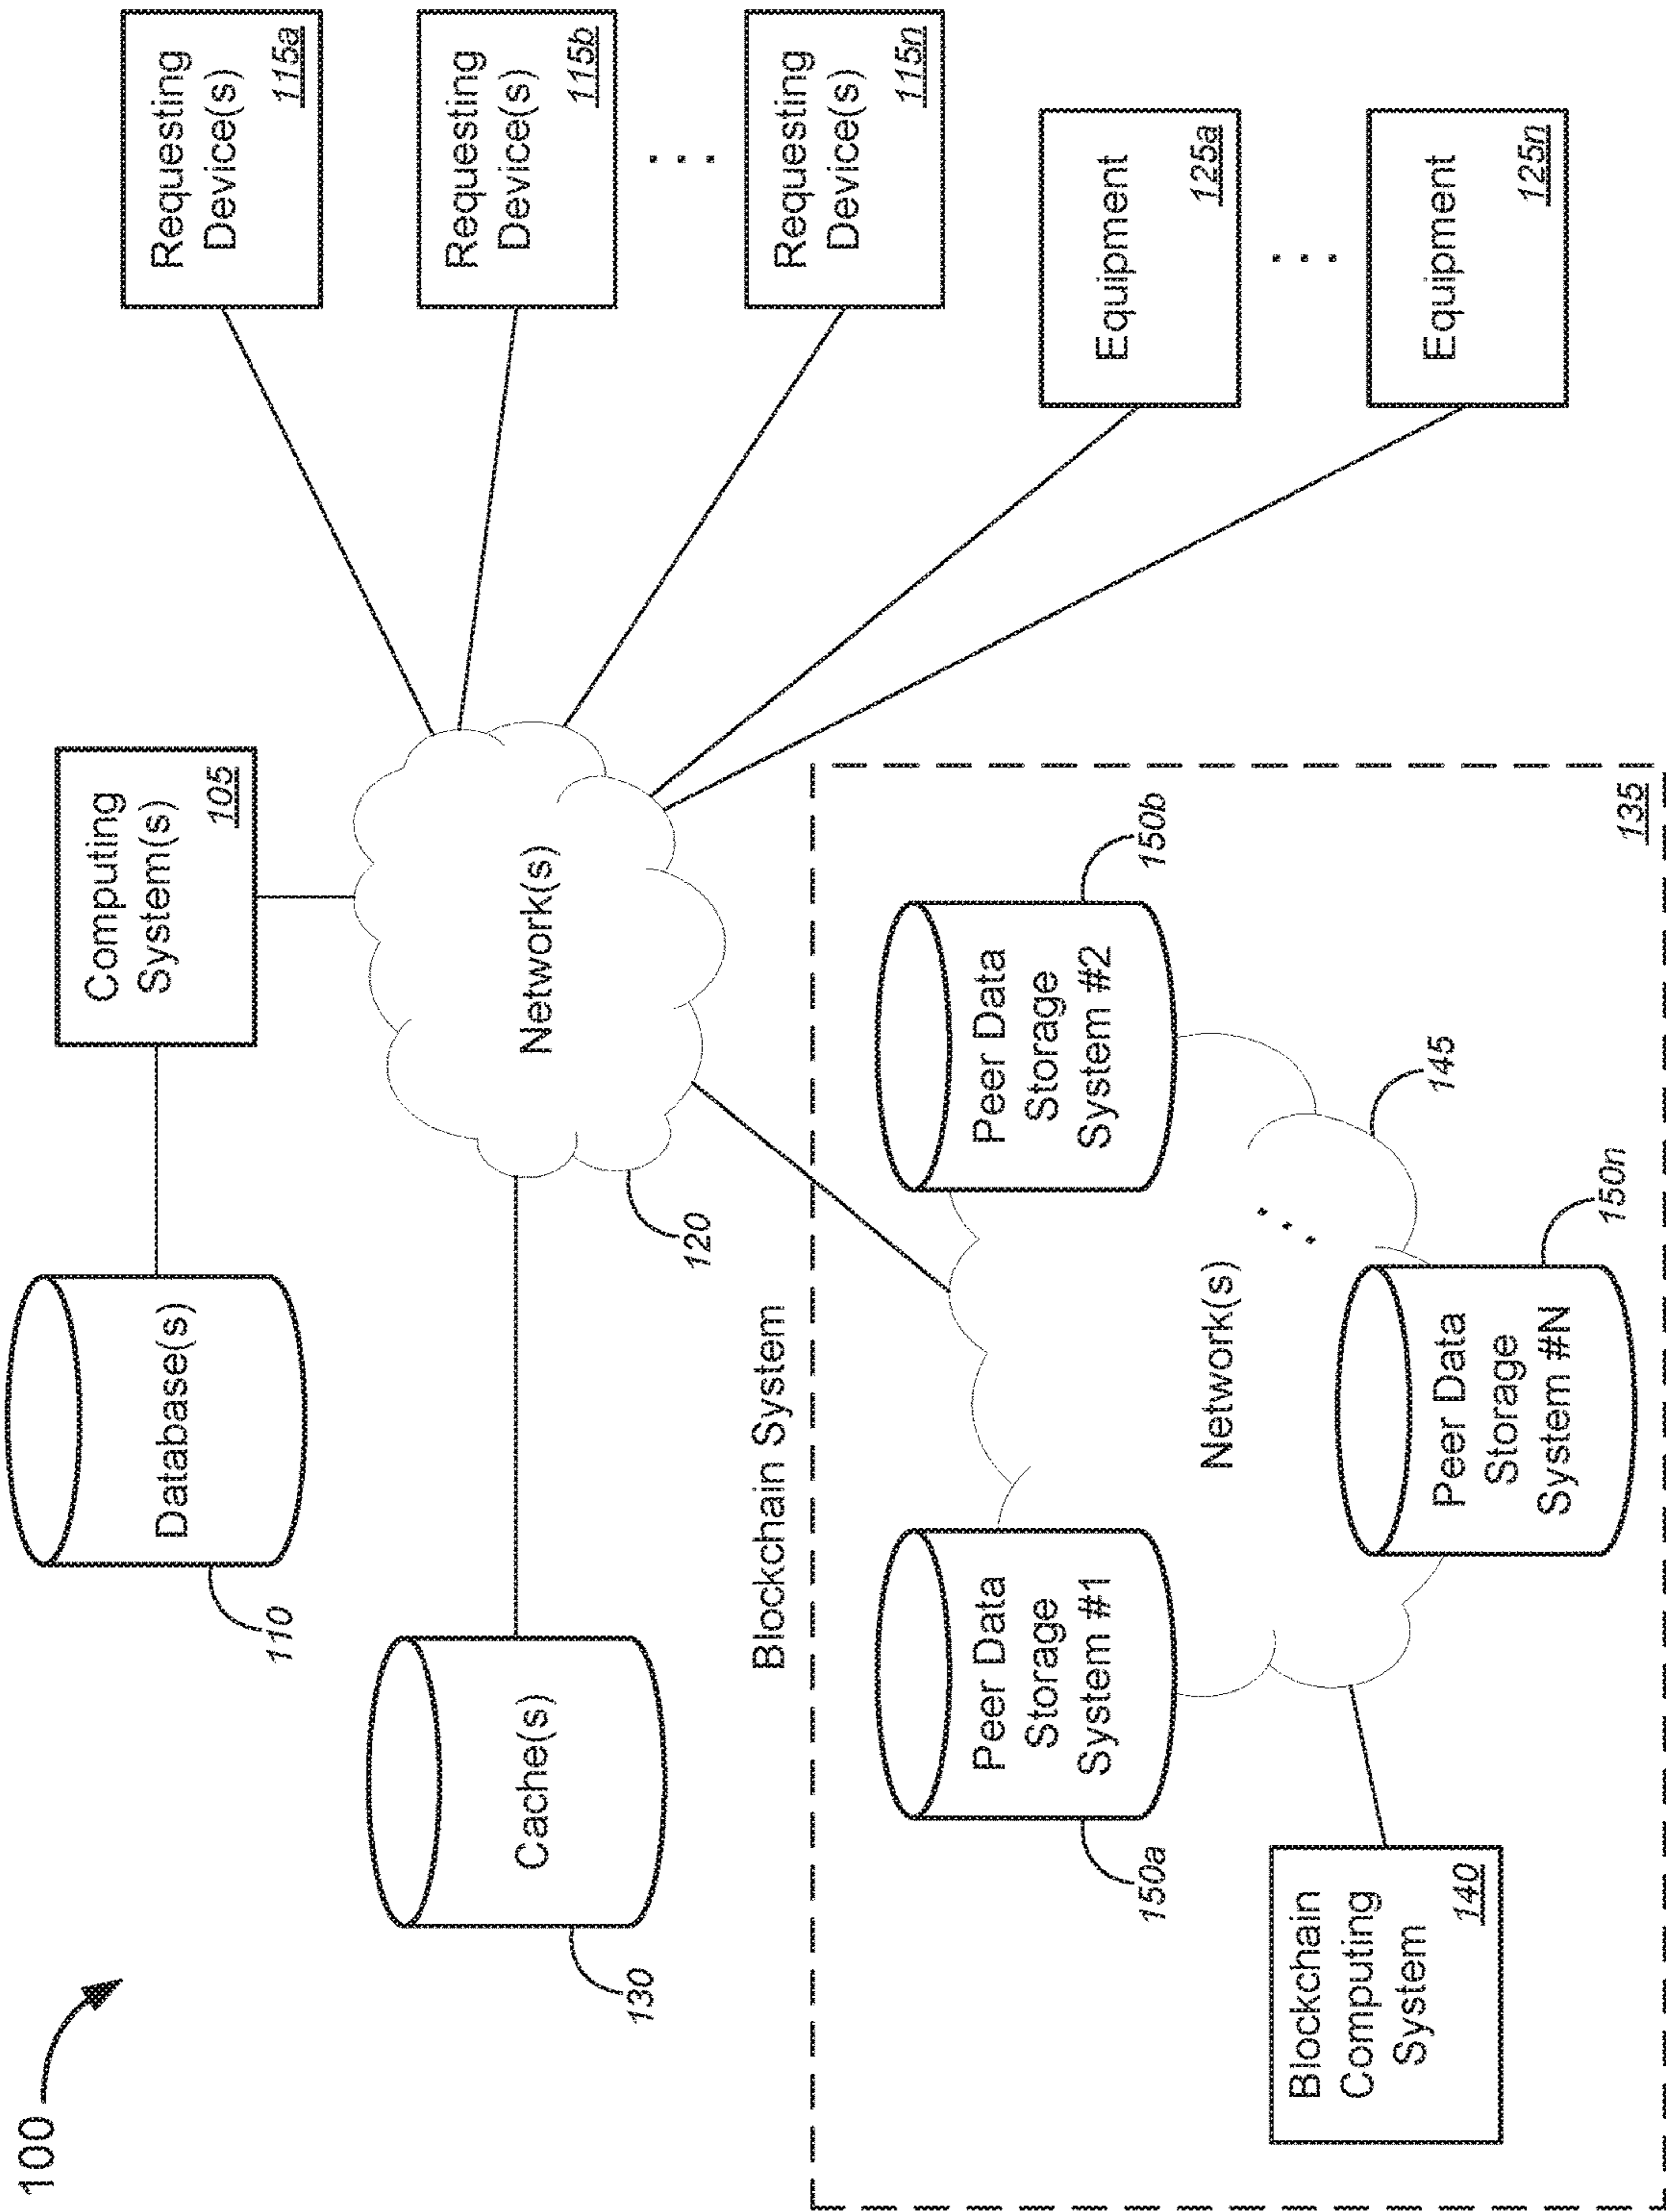 100
Database(s)
110
Computing
System(s)
105
Requesting
Device(s)
115a
Cache(s)
130
Network(s)
120
Requesting
Device(s)
115b
. . .
Requesting
Device(s)
115n
Blockchain System
Peer Data
Storage
System #1
150a
Peer Data
Storage
System #2
150b
Equipment
125a
. . .
Network(s)
. . .
145
Blockchain
Computing
System
140
Peer Data
Storage
System #N
150n
Equipment
125n
135